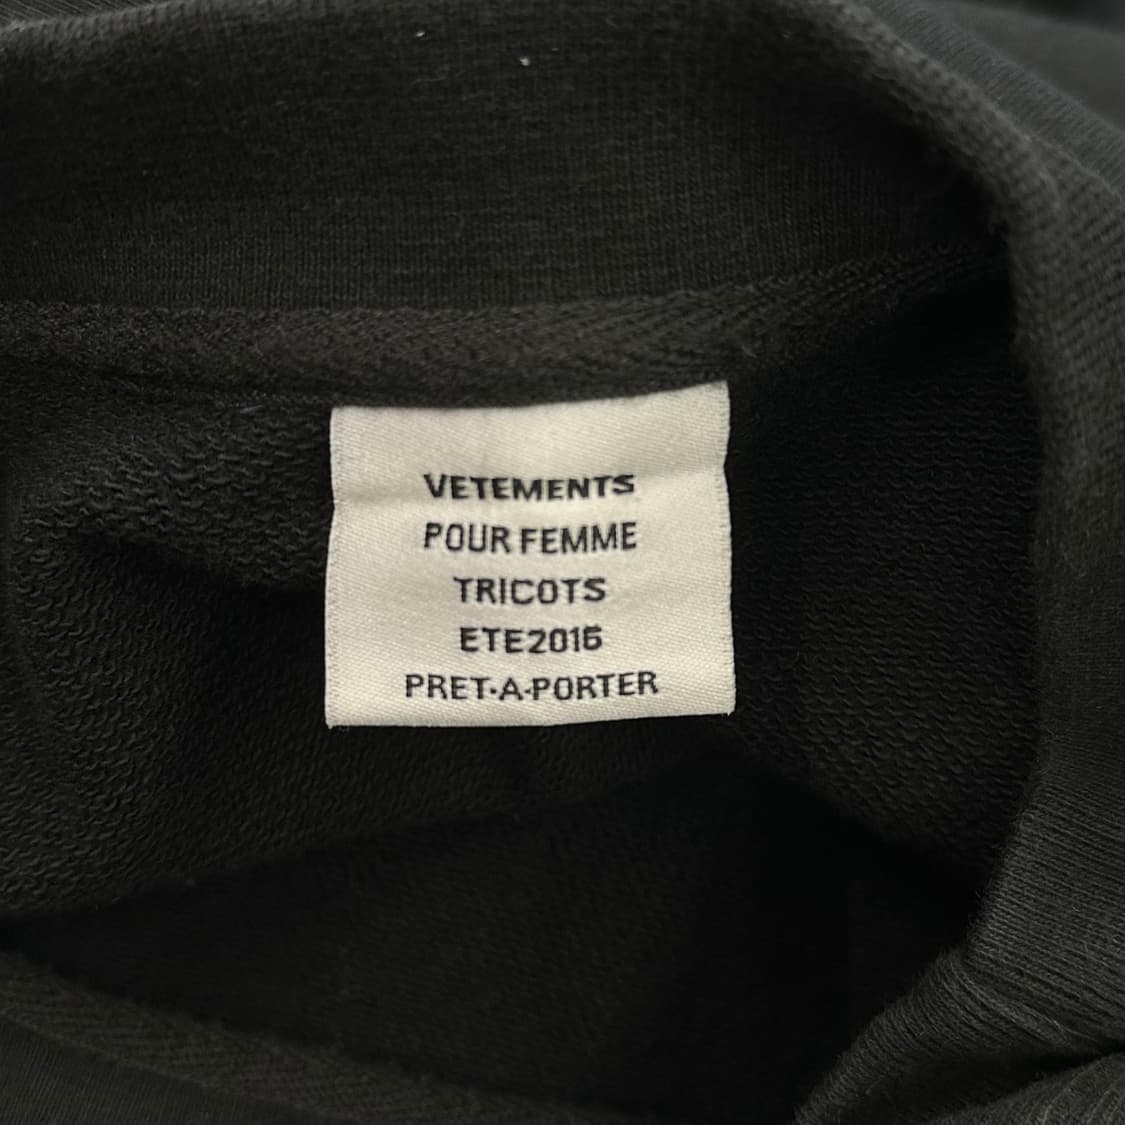 VETEMENTS
POUR FEMME
TRICOTS
ETE2016
PRET-A-PORTER